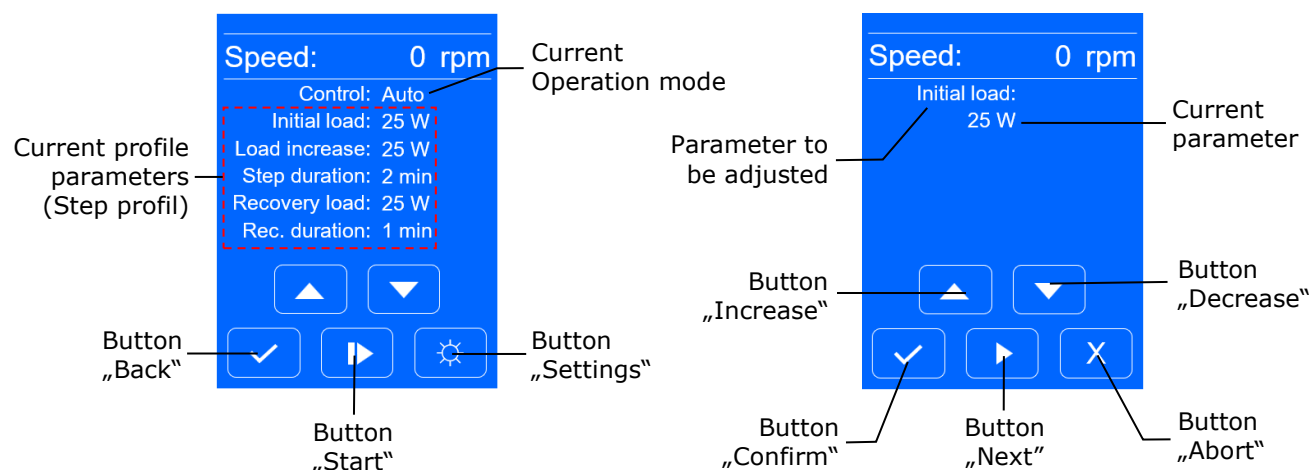 Speed: 0 rpm
Control: Auto
Initial load: 25 W
Load increase: 25 W
Step duration: 2 min
Recovery load: 25 W
Rec. duration: 1 min
Current
Operation mode
Current profile
parameters
(Step profil)
Button
„Back“
Button
„Start“
Button
„Settings“
Speed: 0 rpm
Initial load:
25 W
Parameter to
be adjusted
Current
parameter
Button
„Increase“
Button
„Decrease“
X
Button
„Confirm“
Button
„Next”
Button
„Abort“